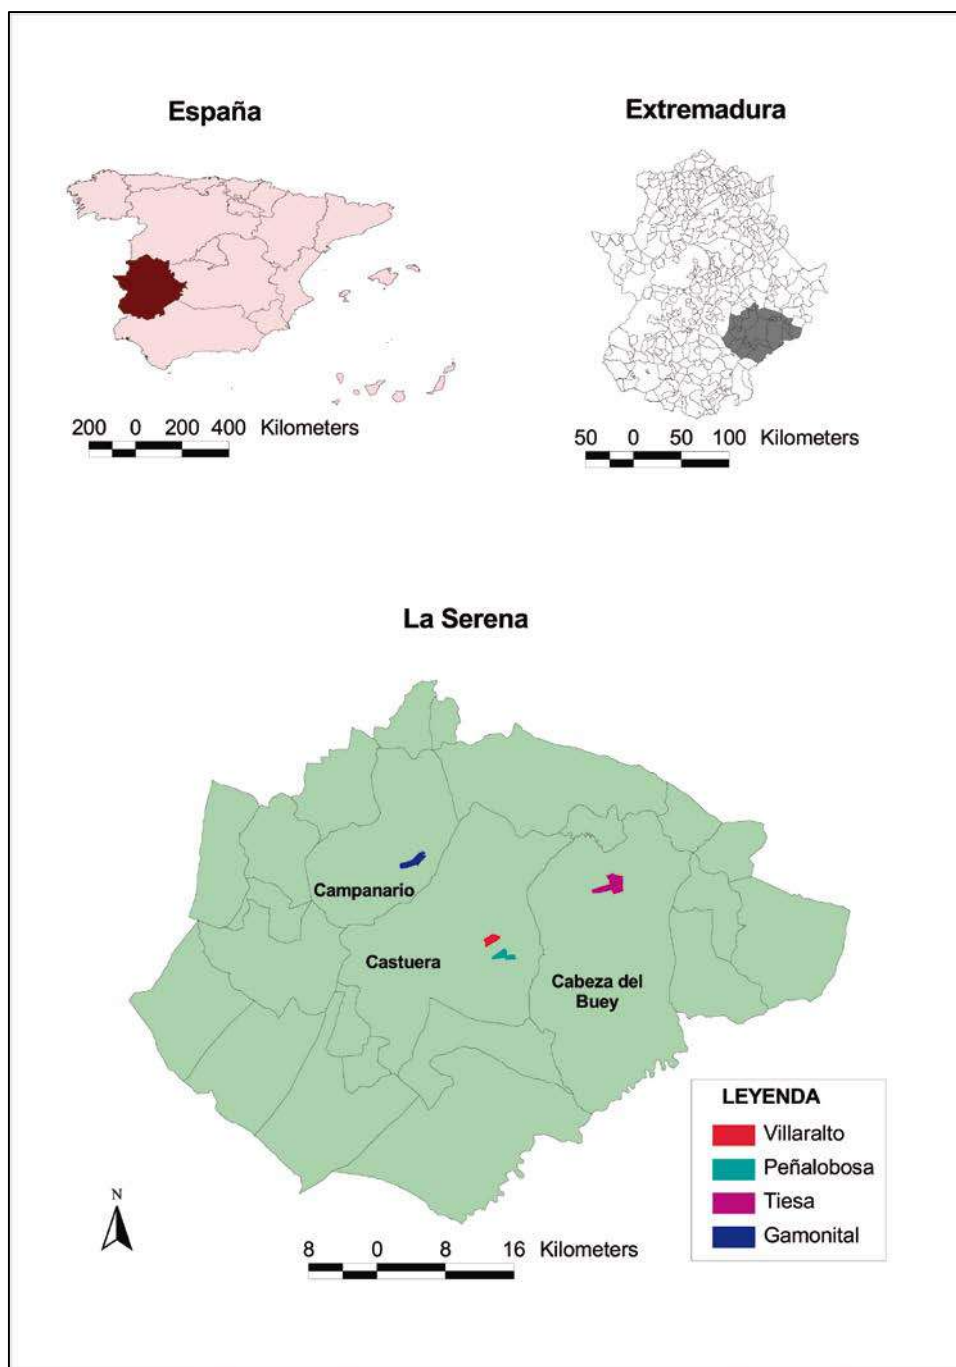 España
Extremadura
200 0 200 400 Kilometers
50 0 50 100 Kilometers
La Serena
Campanario
Castuera
Cabeza del
Buey
LEYENDA
Villaralto
Peñalobosa
Tiesa
Gamonital
N
8 0 8 16 Kilometers